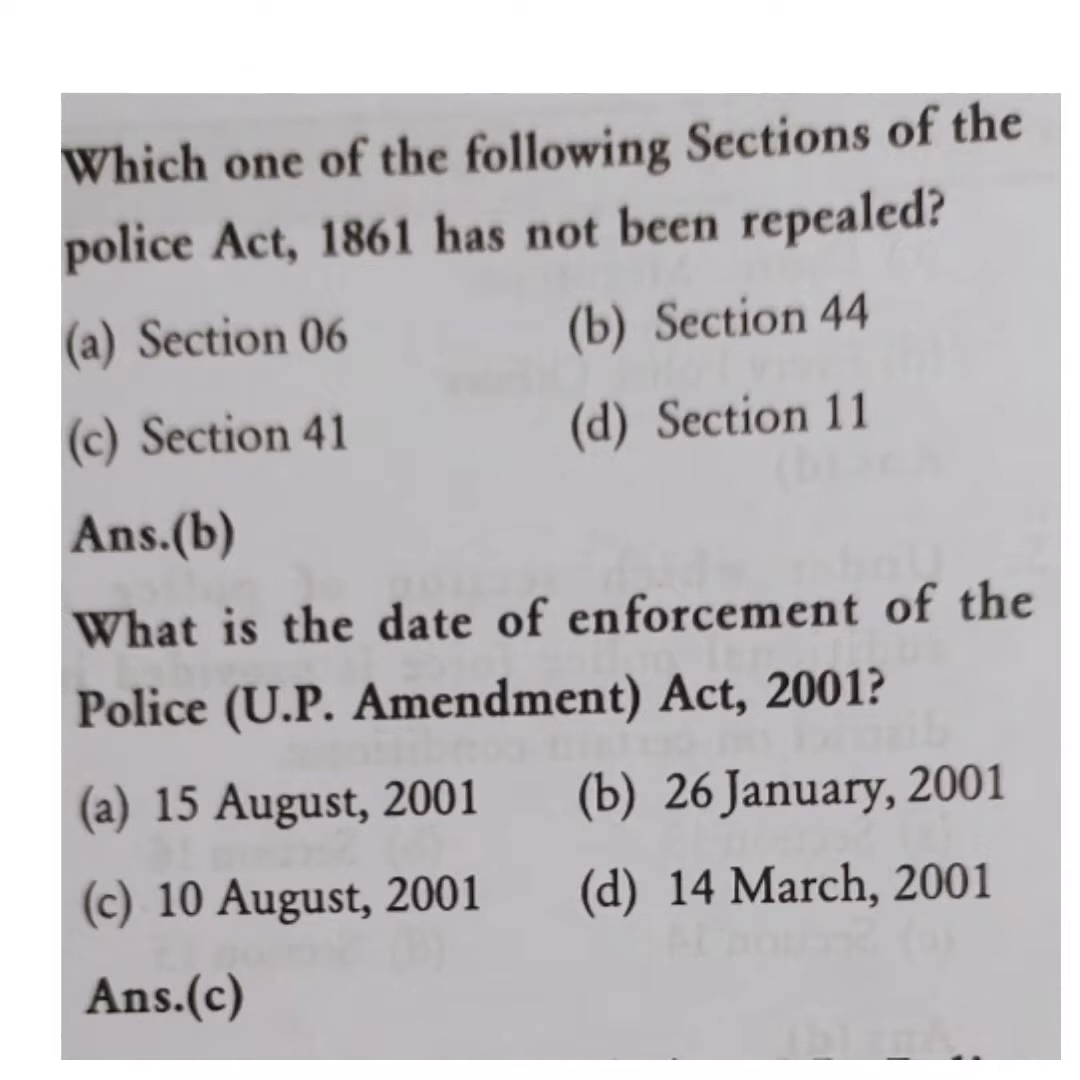 Which one of the following Sections of the
police Act, 1861 has not been repealed?
(a) Section 06 (b) Section 44
(c) Section 41 (d) Section 11
Ans.(b)
What is the date of enforcement of the
Police (U.P. Amendment) Act, 2001?
(a) 15 August, 2001 (b) 26 January, 2001
(c) 10 August, 2001 (d) 14 March, 2001
Ans.(c)